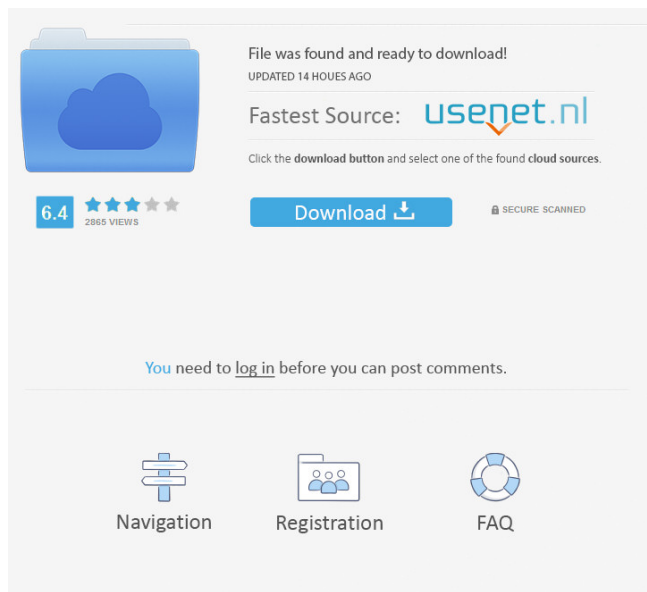 File was found and ready to download!
UPDATED 14 HOUES AGO
Fastest Source: usenet.nl
Click the download button and select one of the found cloud sources.
6.4
2865 VIEWS
Download
SECURE SCANNED
You need to log in before you can post comments.
Navigation
Registration
FAQ